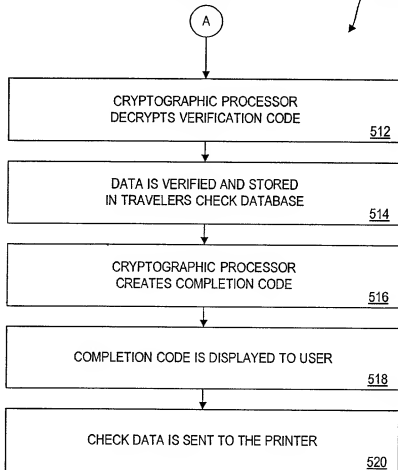 A
CRYPTOGRAPHIC PROCESSOR
DECRYPTS VERIFICATION CODE
512
DATA IS VERIFIED AND STORED
IN TRAVELERS CHECK DATABASE
514
CRYPTOGRAPHIC PROCESSOR
CREATES COMPLETION CODE
516
COMPLETION CODE IS DISPLAYED TO USER
518
CHECK DATA IS SENT TO THE PRINTER
520